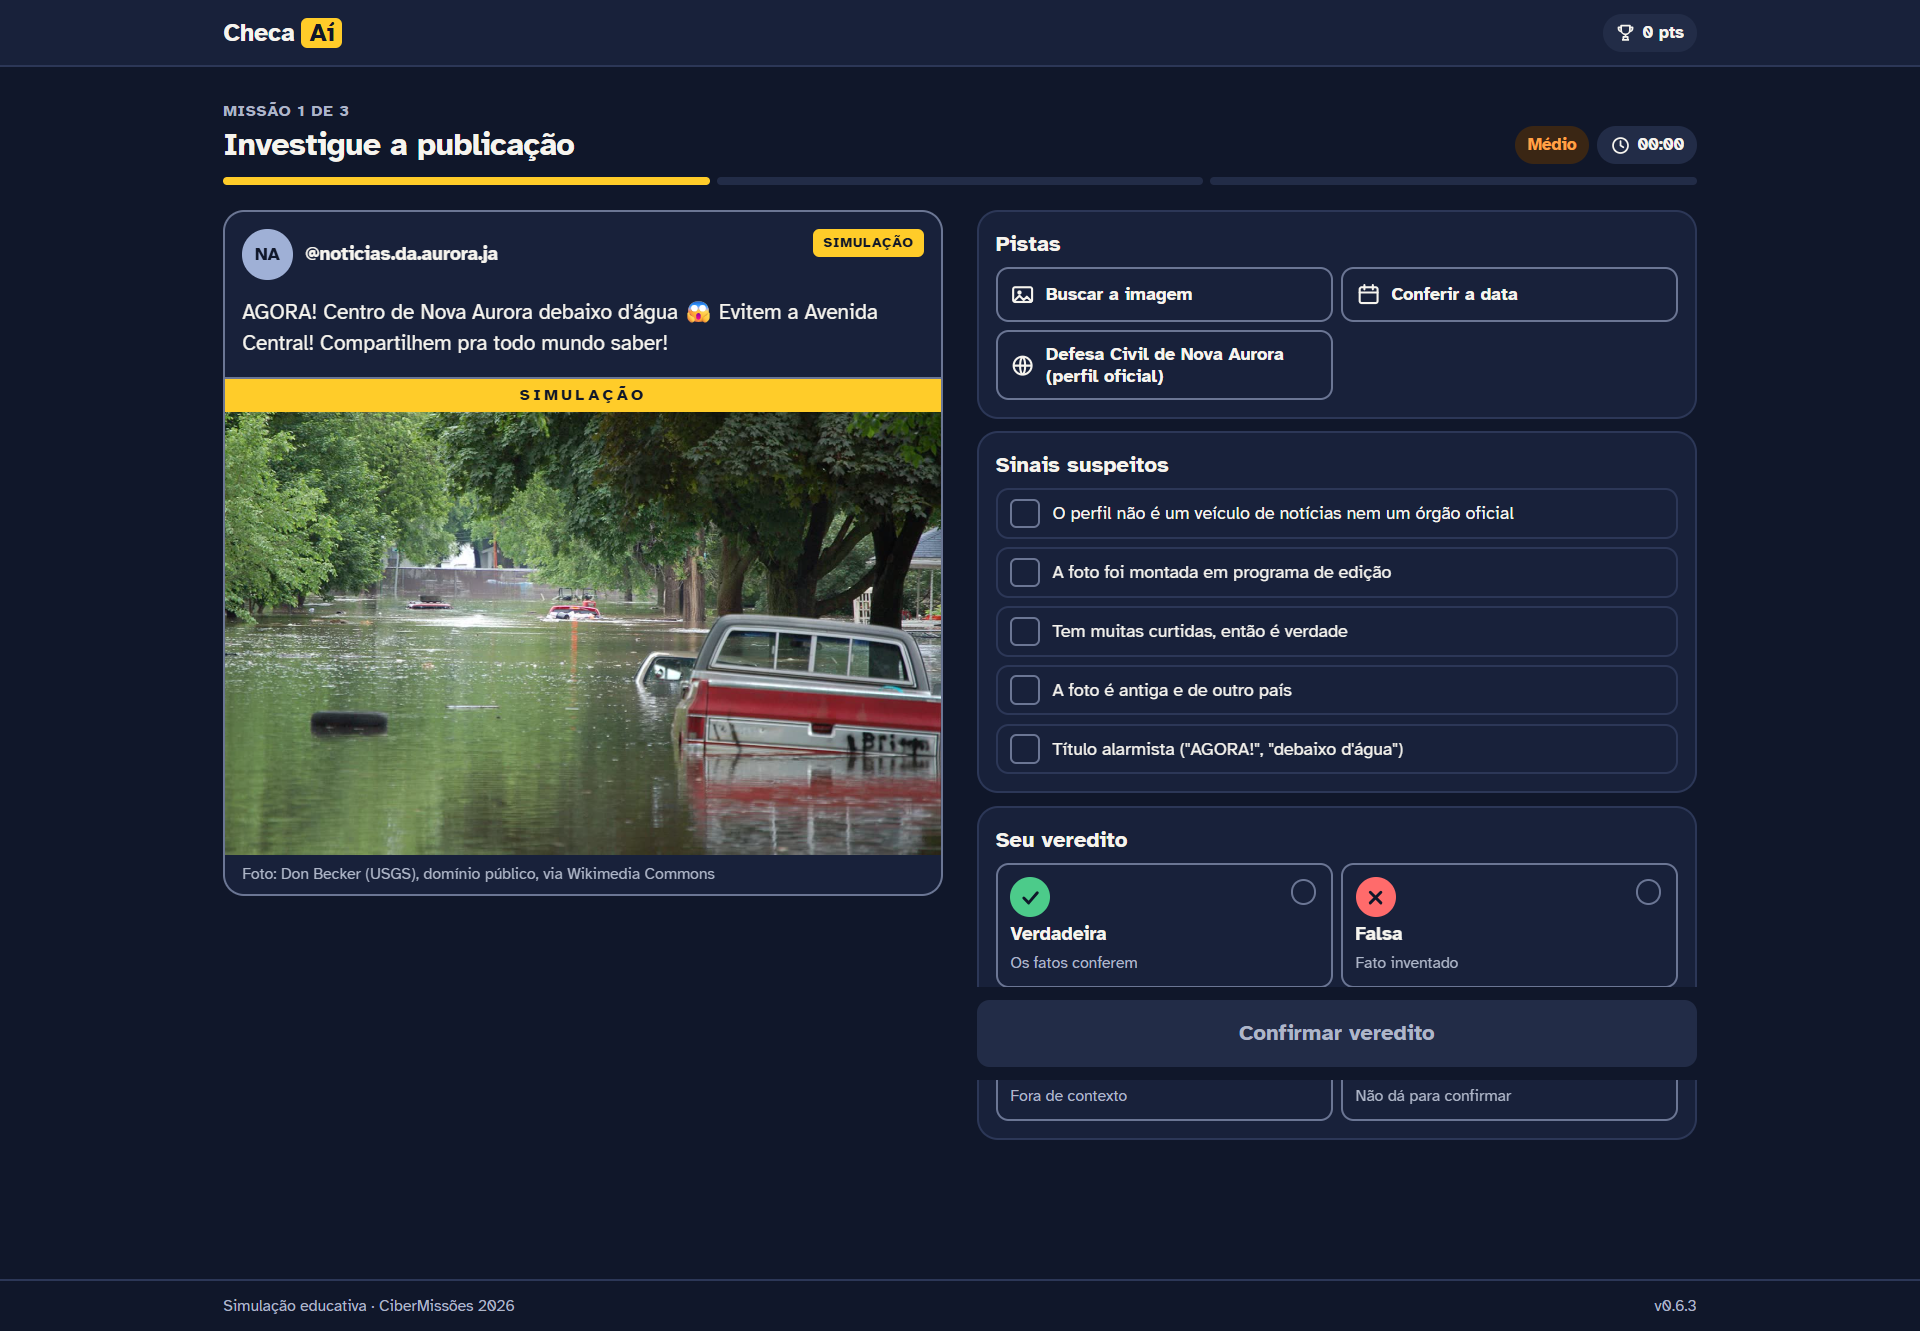 Checa Aí
0 pts
MISSÃO 1 DE 3
Investigue a publicação
Médio
00:00
NA
@noticias.da.aurora.ja
SIMULAÇÃO
AGORA! Centro de Nova Aurora debaixo d'água 😱 Evitem a Avenida
Central! Compartilhem pra todo mundo saber!
SIMULAÇÃO
Foto: Don Becker (USGS), domínio público, via Wikimedia Commons
Pistas
Buscar a imagem
Conferir a data
Defesa Civil de Nova Aurora
(perfil oficial)
Sinais suspeitos
O perfil não é um veículo de notícias nem um órgão oficial
A foto foi montada em programa de edição
Tem muitas curtidas, então é verdade
A foto é antiga e de outro país
Título alarmista ("AGORA!", "debaixo d'água")
Seu veredito
Verdadeira
Os fatos conferem
Falsa
Fato inventado
Confirmar veredito
Fora de contexto
Não dá para confirmar
Simulação educativa · CiberMissões 2026
v0.6.3